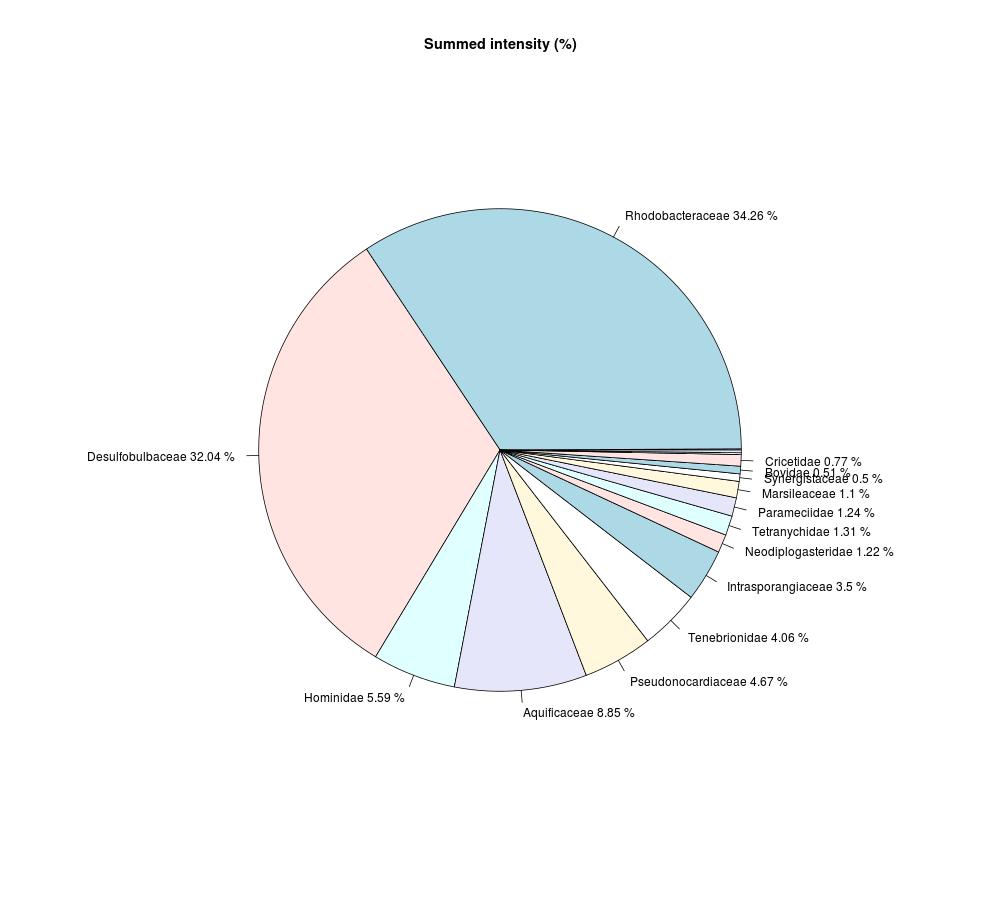 Summed intensity (%)
Rhodobacteraceae 34.26 %
Desulfobulbaceae 32.04 %
Hominidae 5.59 %
Aquificaceae 8.85 %
Pseudonocardiaceae 4.67 %
Tenebrionidae 4.06 %
Intrasporangiaceae 3.5 %
Neodiplogasteridae 1.22 %
Tetranychidae 1.31 %
Parameciidae 1.24 %
Marsileaceae 1.1 %
Synergistaceae 0.5 %
Bovidae 0.51 %
Cricetidae 0.77 %